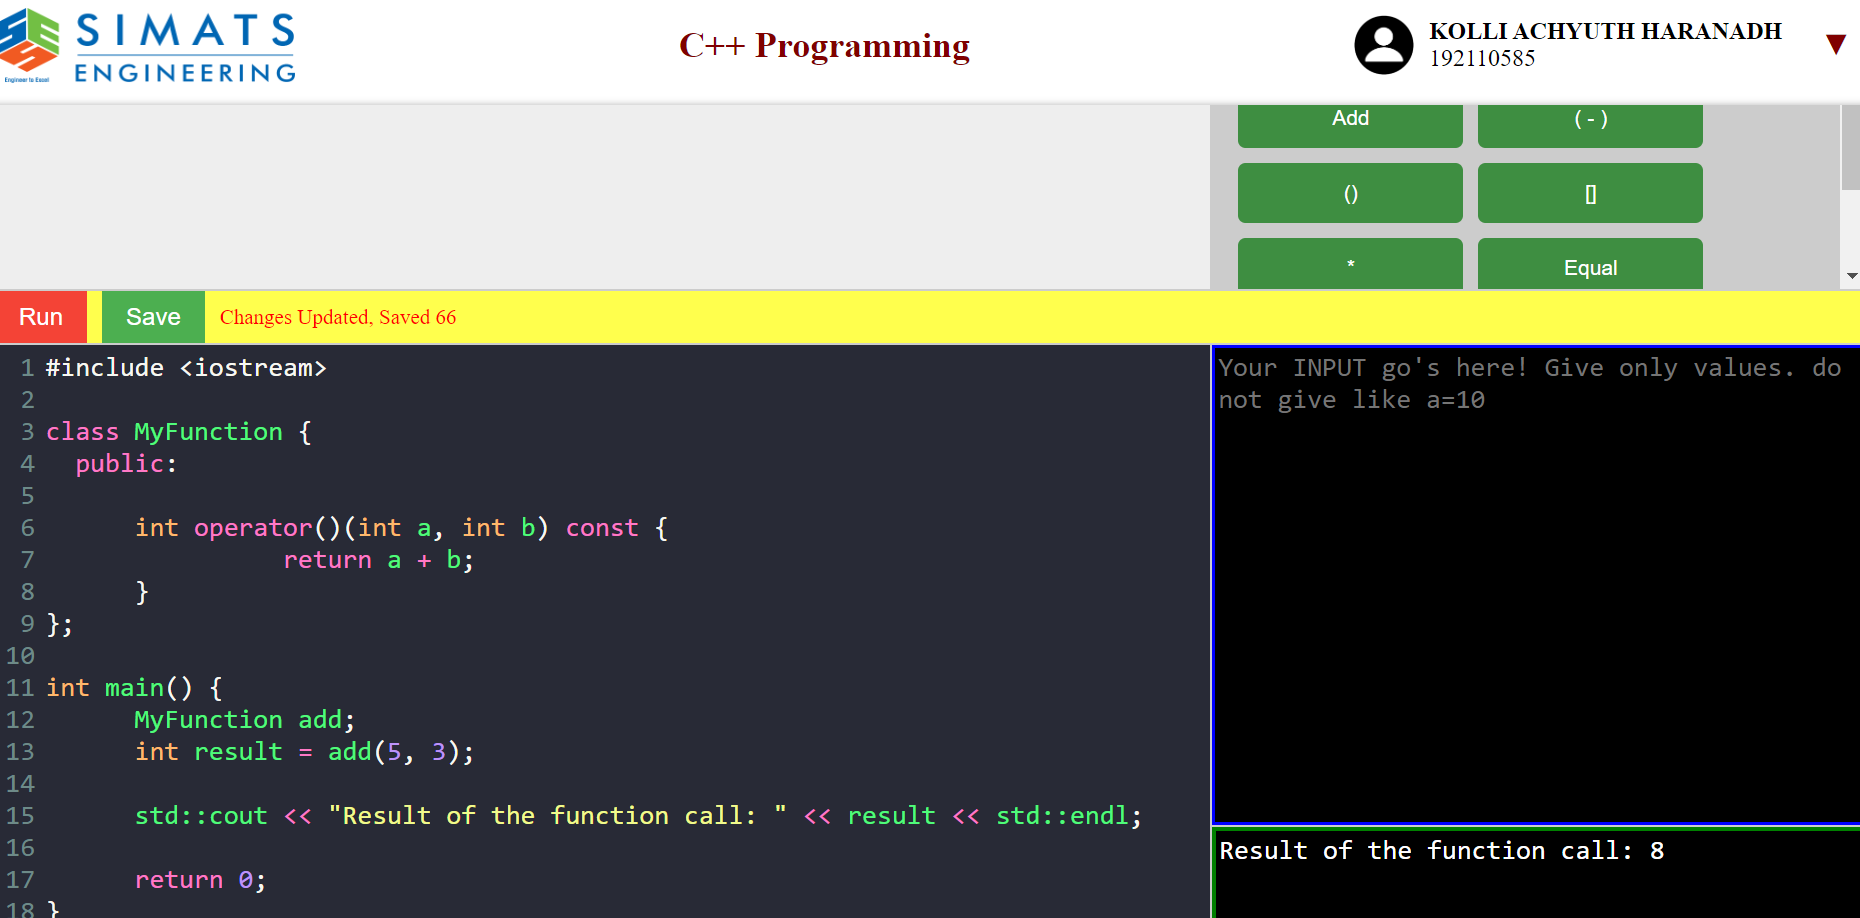 SIMATS
ENGINEERING
Engineer to Excel
C++ Programming
KOLLI ACHYUTH HARANADH
192110585
Add
( - )
()
[]
*
Equal
Run
Save
Changes Updated, Saved 66
1 #include <iostream>
2
3 class MyFunction {
4   public:
5
6       int operator()(int a, int b) const {
7                 return a + b;
8       }
9 };
10
11 int main() {
12       MyFunction add;
13       int result = add(5, 3);
14
15       std::cout << "Result of the function call: " << result << std::endl;
16
17       return 0;
18 }
Your INPUT go's here! Give only values. do
not give like a=10
Result of the function call: 8